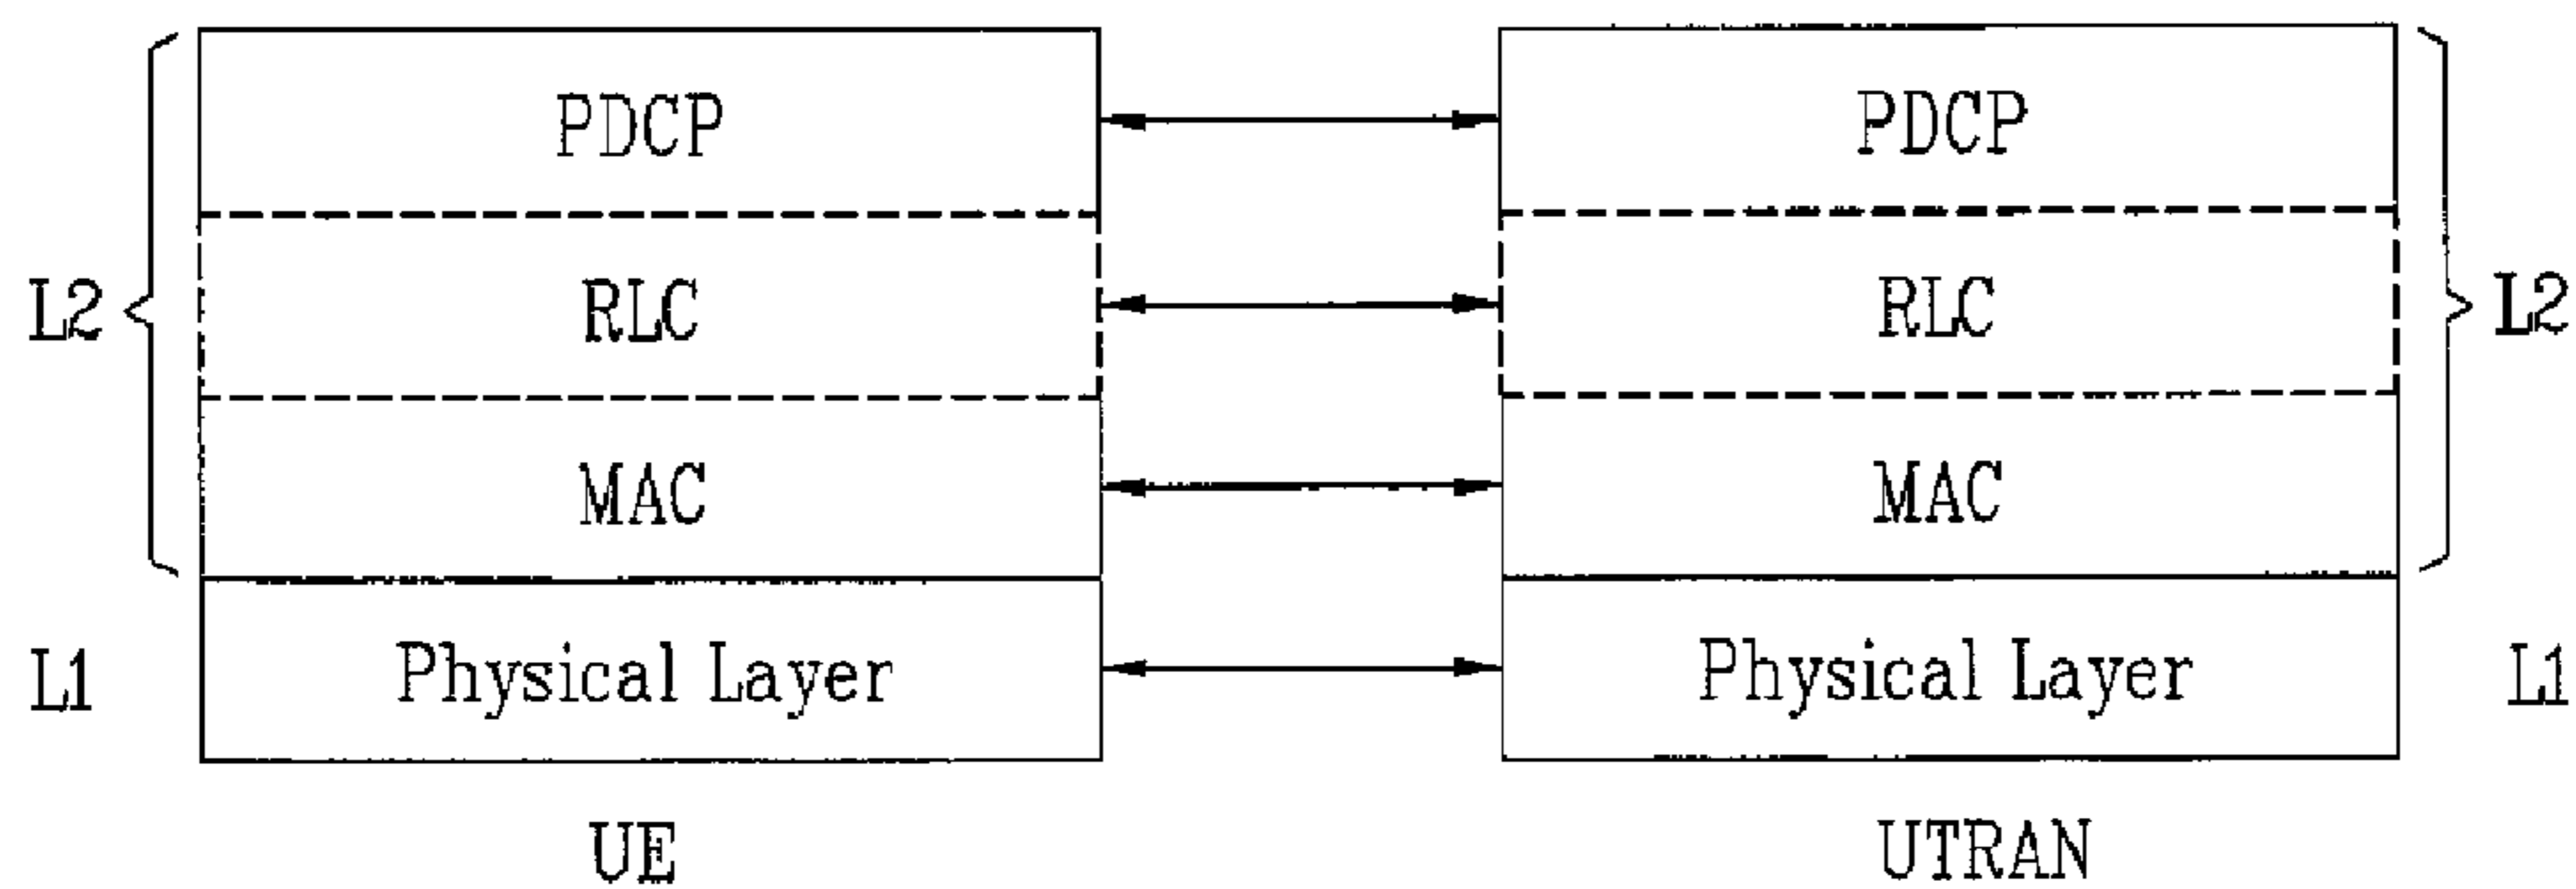 PDCP PDCP
L2 RLC RLC L2
MAC MAC
L1 Physical Layer Physical Layer L1
UE UTRAN